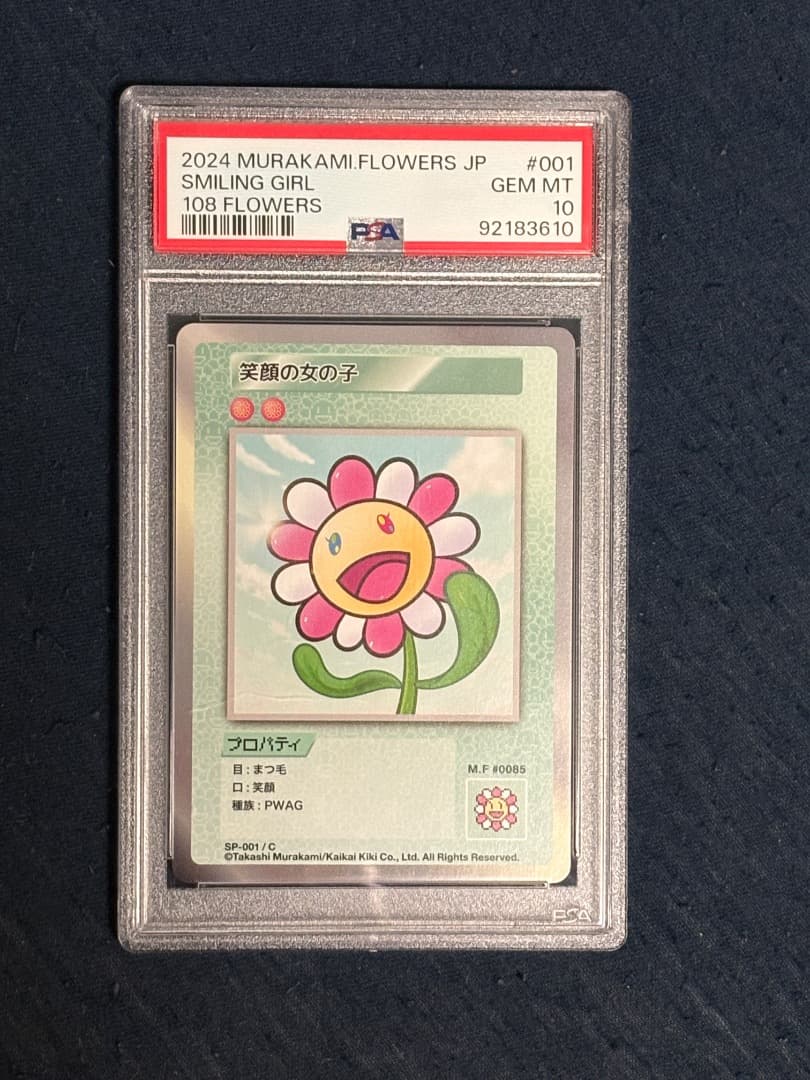 2024 MURAKAMI.FLOWERS JP #001
SMILING GIRL GEM MT
108 FLOWERS 10
PSA 92183610
笑顔の女の子
プロパティ
目 : まつ毛
口 : 笑顔
種族 : PWAG
M.F #0085
SP-001 / C
©Takashi Murakami/Kaikai Kiki Co., Ltd. All Rights Reserved.
PSA